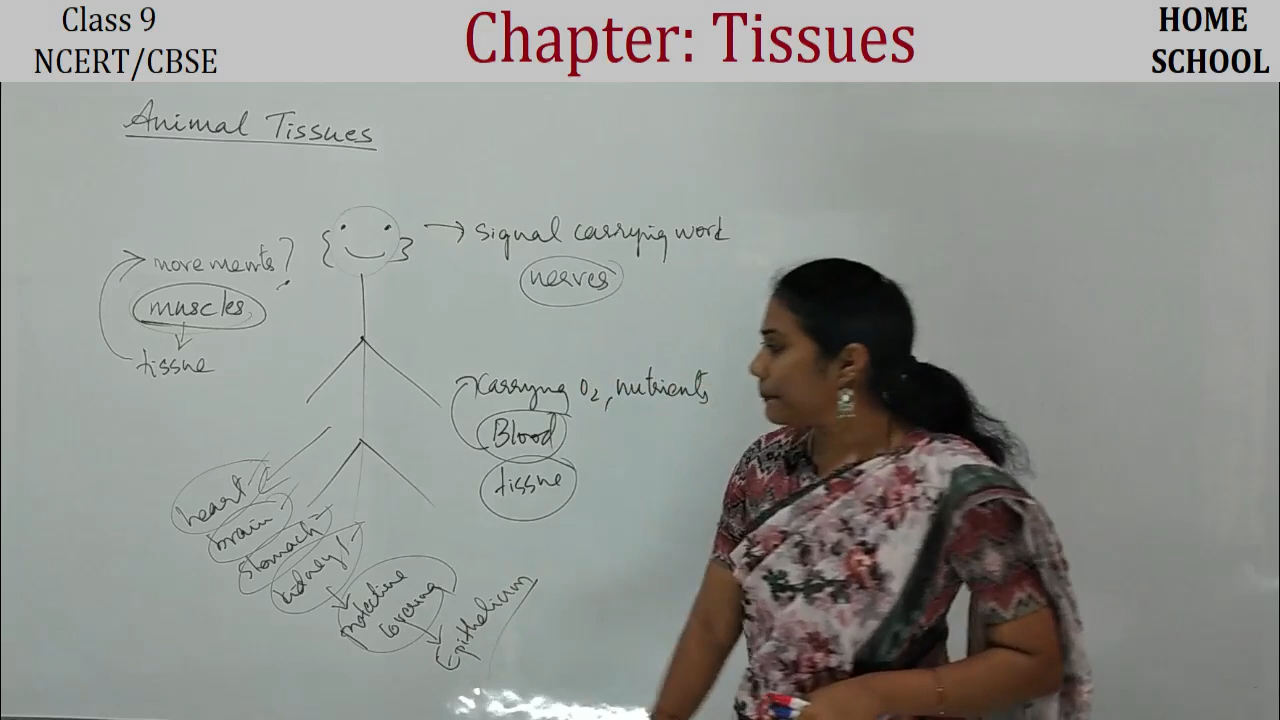 Class 9
NCERT/CBSE
Chapter: Tissues
HOME
SCHOOL
Animal Tissues
→ signal carrying work
nerves
movements?
muscles
tissue
Carryng O₂, nutrients
Blood
tissue
heart
brain
stomach
kidney
protective
covering
Epithelium